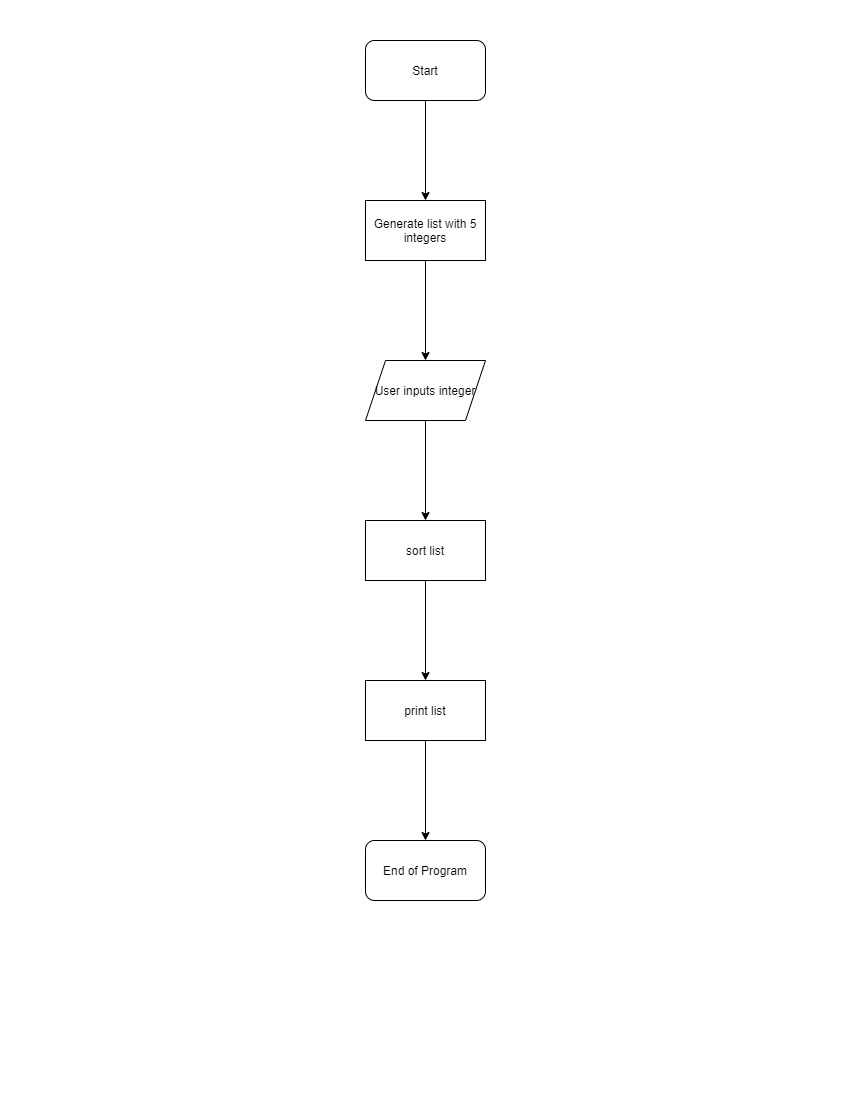 Start
Generate list with 5
integers
User inputs integer
sort list
print list
End of Program